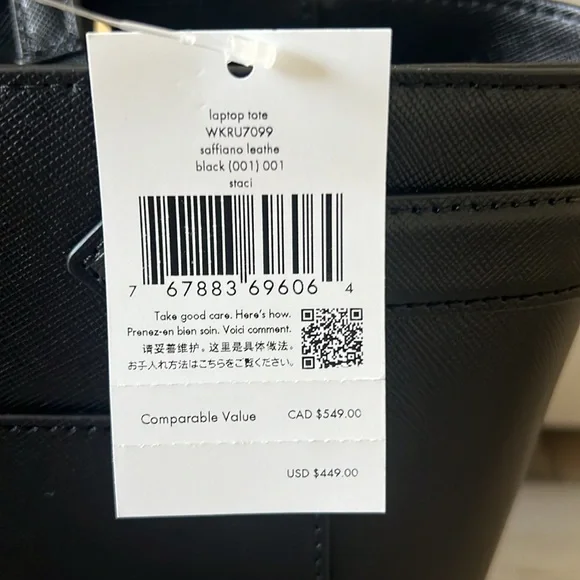 laptop tote
WKRU7099
saffiano leathe
black (001) 001
staci
7 67883 69606 4
Take good care. Here's how.
Prenez-en bien soin. Voici comment.
请妥善维护。这里是具体做法。
お手入れ方法はこちらをご覧ください。
Comparable Value CAD $549.00
USD $449.00